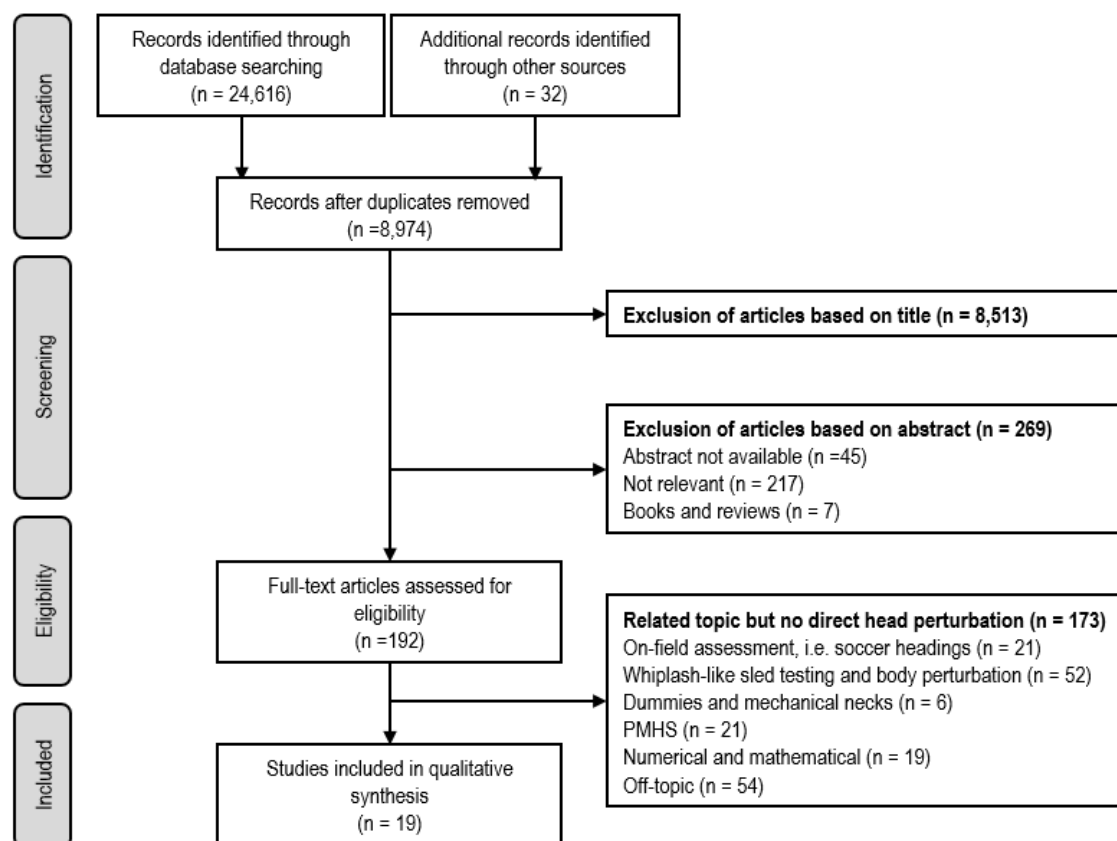 Identification
Records identified through
database searching
(n = 24,616)
Additional records identified
through other sources
(n = 32)
Records after duplicates removed
(n =8,974)
Screening
Exclusion of articles based on title (n = 8,513)
Exclusion of articles based on abstract (n = 269)
Abstract not available (n =45)
Not relevant (n = 217)
Books and reviews (n = 7)
Eligibility
Full-text articles assessed for
eligibility
(n =192)
Related topic but no direct head perturbation (n = 173)
On-field assessment, i.e. soccer headings (n = 21)
Whiplash-like sled testing and body perturbation (n = 52)
Dummies and mechanical necks (n = 6)
PMHS (n = 21)
Numerical and mathematical (n = 19)
Off-topic (n = 54)
Included
Studies included in qualitative
synthesis
(n = 19)